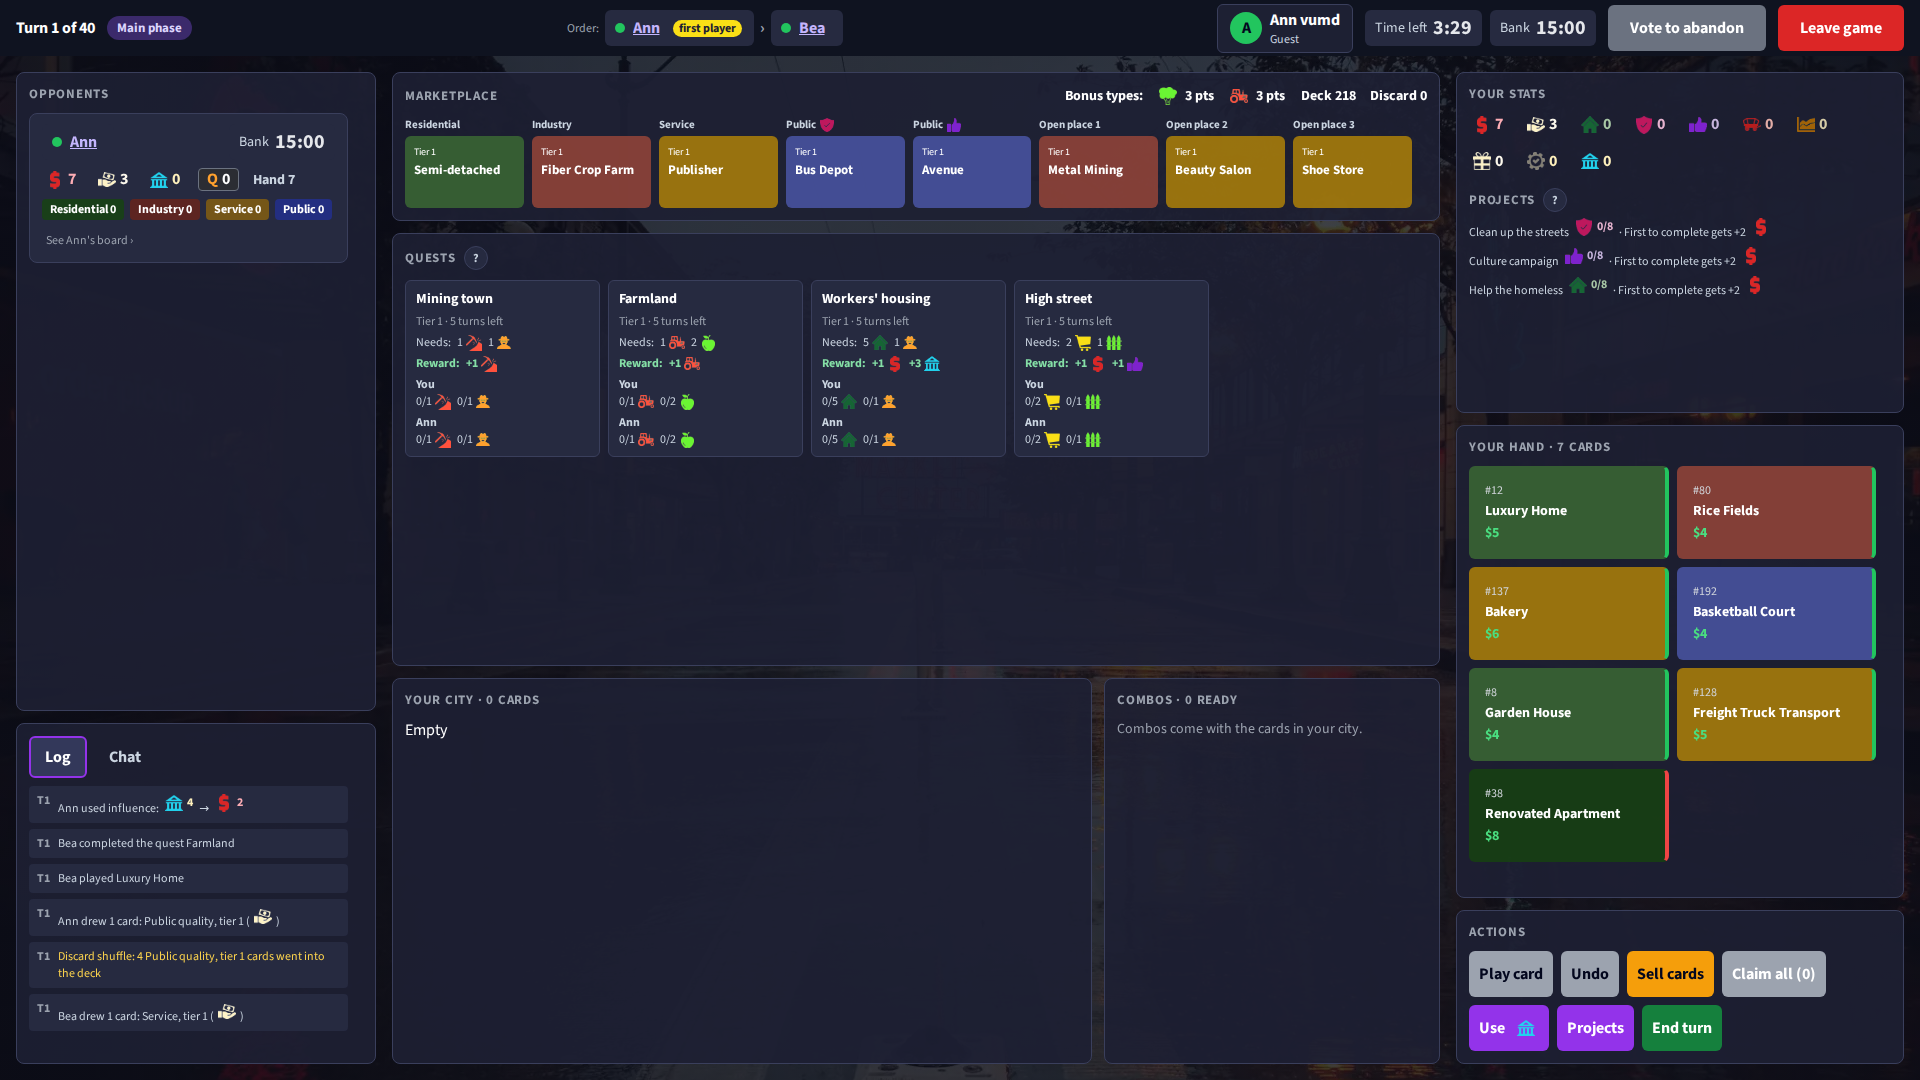 Turn 1 of 40
Main phase
Order:
Ann
first player
›
Bea
A
Ann vumd
Guest
Time left 3:29
Bank 15:00
Vote to abandon
Leave game
OPPONENTS
Ann
Bank 15:00
7
3
0
Q 0
Hand 7
Residential 0
Industry 0
Service 0
Public 0
See Ann's board ›
Log
Chat
T1 Ann used influence: 4 → 2
T1 Bea completed the quest Farmland
T1 Bea played Luxury Home
T1 Ann drew 1 card: Public quality, tier 1 ( )
T1 Discard shuffle: 4 Public quality, tier 1 cards went into
the deck
T1 Bea drew 1 card: Service, tier 1 ( )
MARKETPLACE
Bonus types: 3 pts 3 pts Deck 218 Discard 0
Residential
Tier 1
Semi-detached
Industry
Tier 1
Fiber Crop Farm
Service
Tier 1
Publisher
Public
Tier 1
Bus Depot
Public
Tier 1
Avenue
Open place 1
Tier 1
Metal Mining
Open place 2
Tier 1
Beauty Salon
Open place 3
Tier 1
Shoe Store
QUESTS ?
Mining town
Tier 1 · 5 turns left
Needs: 1 1
Reward: +1
You
0/1 0/1
Ann
0/1 0/1
Farmland
Tier 1 · 5 turns left
Needs: 1 2
Reward: +1
You
0/1 0/2
Ann
0/1 0/2
Workers' housing
Tier 1 · 5 turns left
Needs: 5 1
Reward: +1 +3
You
0/5 0/1
Ann
0/5 0/1
High street
Tier 1 · 5 turns left
Needs: 2 1
Reward: +1 +1
You
0/2 0/1
Ann
0/2 0/1
YOUR CITY · 0 CARDS
Empty
COMBOS · 0 READY
Combos come with the cards in your city.
YOUR STATS
7 3 0 0 0 0 0
0 0 0
PROJECTS ?
Clean up the streets 0/8 · First to complete gets +2
Culture campaign 0/8 · First to complete gets +2
Help the homeless 0/8 · First to complete gets +2
YOUR HAND · 7 CARDS
#12
Luxury Home
$5
#80
Rice Fields
$4
#137
Bakery
$6
#192
Basketball Court
$4
#8
Garden House
$4
#128
Freight Truck Transport
$5
#38
Renovated Apartment
$8
ACTIONS
Play card
Undo
Sell cards
Claim all (0)
Use
Projects
End turn